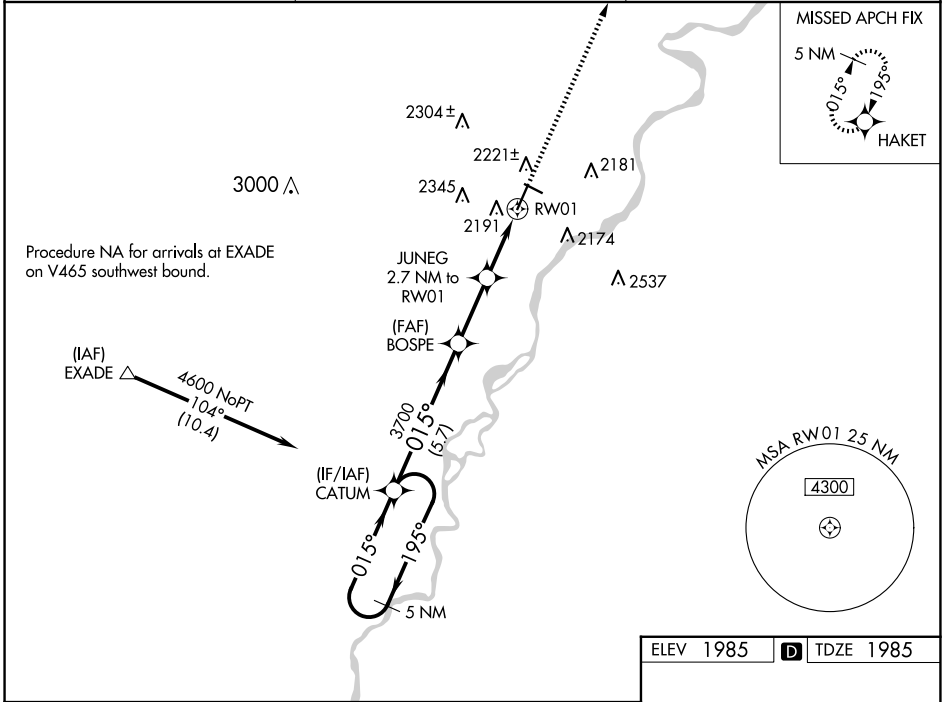 MISSED APCH FIX
5 NM
015°
195°
HAKET
2304±
2221±
2181
3000
2345
2191
RW01
2174
Procedure NA for arrivals at EXADE
on V465 southwest bound.
JUNEG
2.7 NM to
RW01
2537
(FAF)
BOSPE
(IAF)
EXADE
4600 NoPT
104°
(10.4)
3700
015°
(5.7)
(IF/IAF)
CATUM
015°
195°
5 NM
MSA RW01 25 NM
4300
ELEV 1985 D TDZE 1985